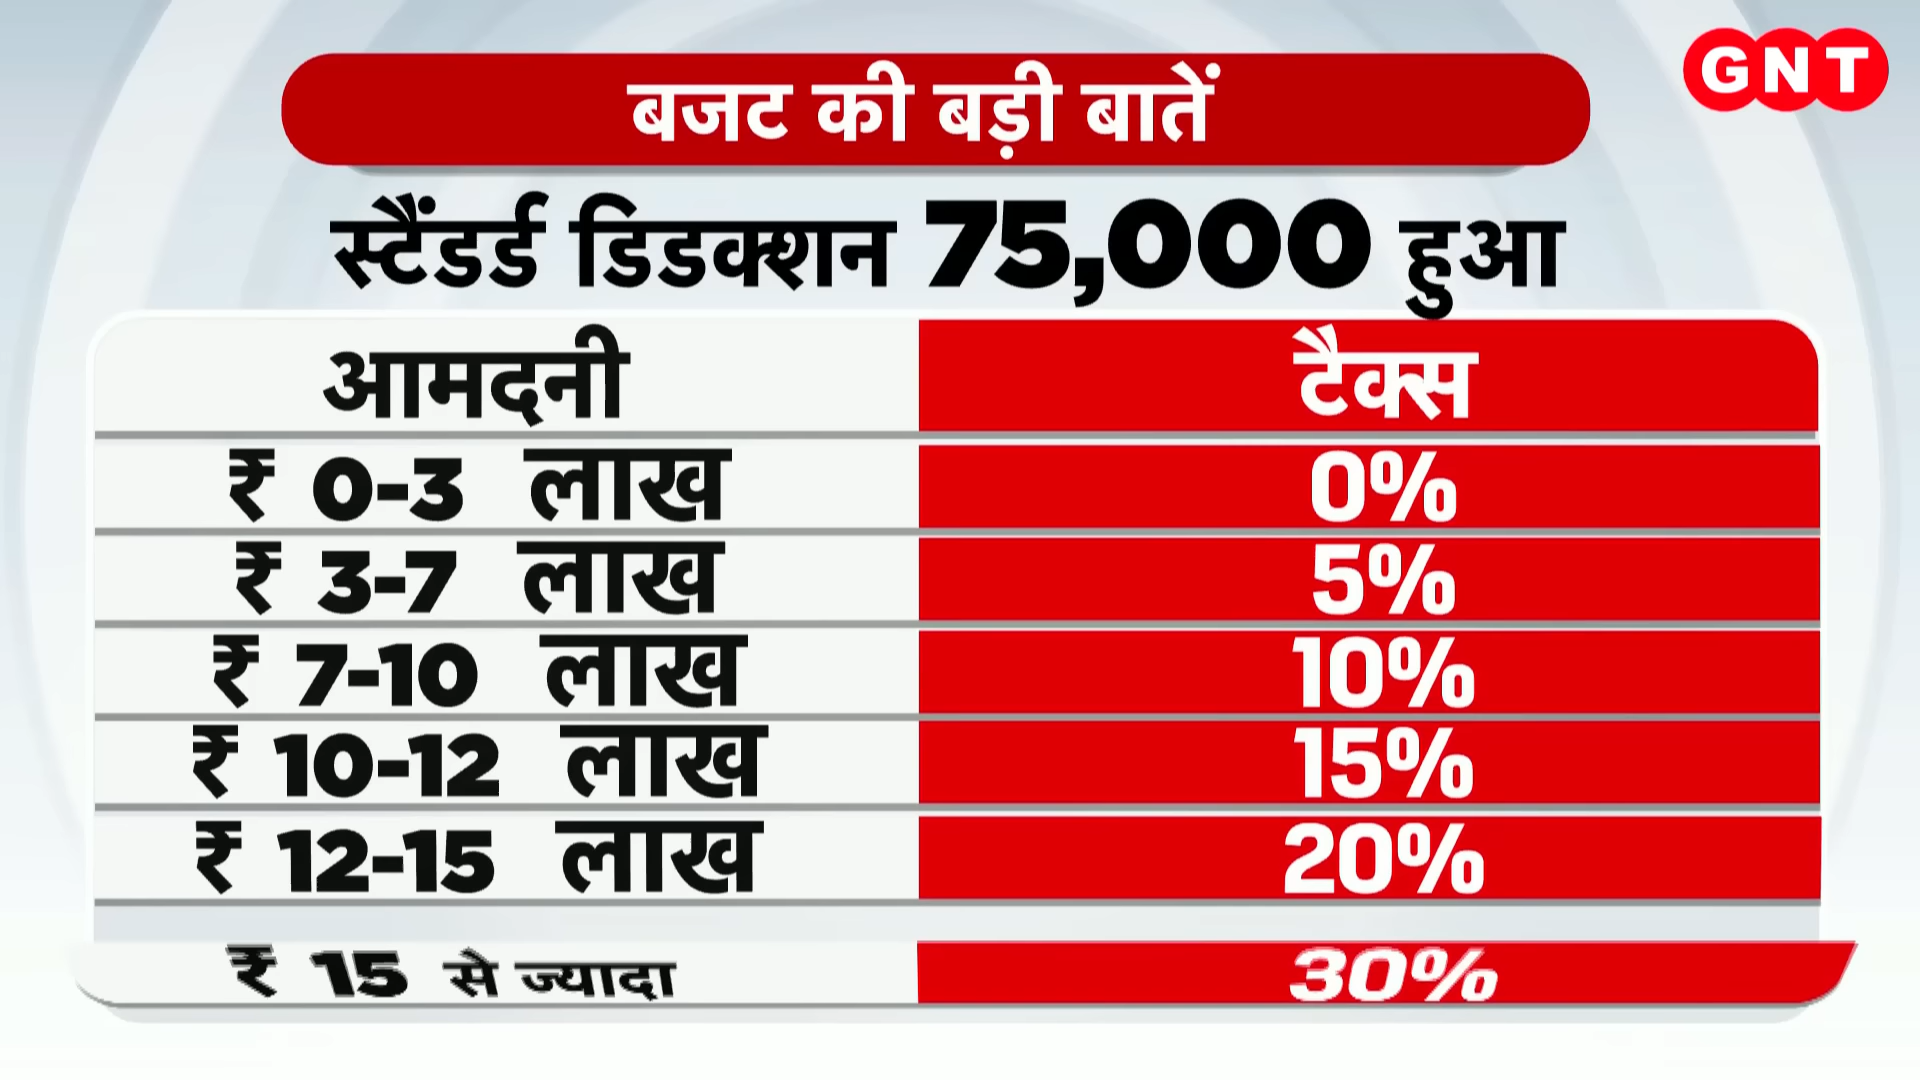 GNT
बजट की बड़ी बातें
स्टैंडर्ड डिडक्शन 75,000 हुआ
आमदनी टैक्स
₹ 0-3 लाख 0%
₹ 3-7 लाख 5%
₹ 7-10 लाख 10%
₹ 10-12 लाख 15%
₹ 12-15 लाख 20%
₹ 15 से ज्यादा 30%